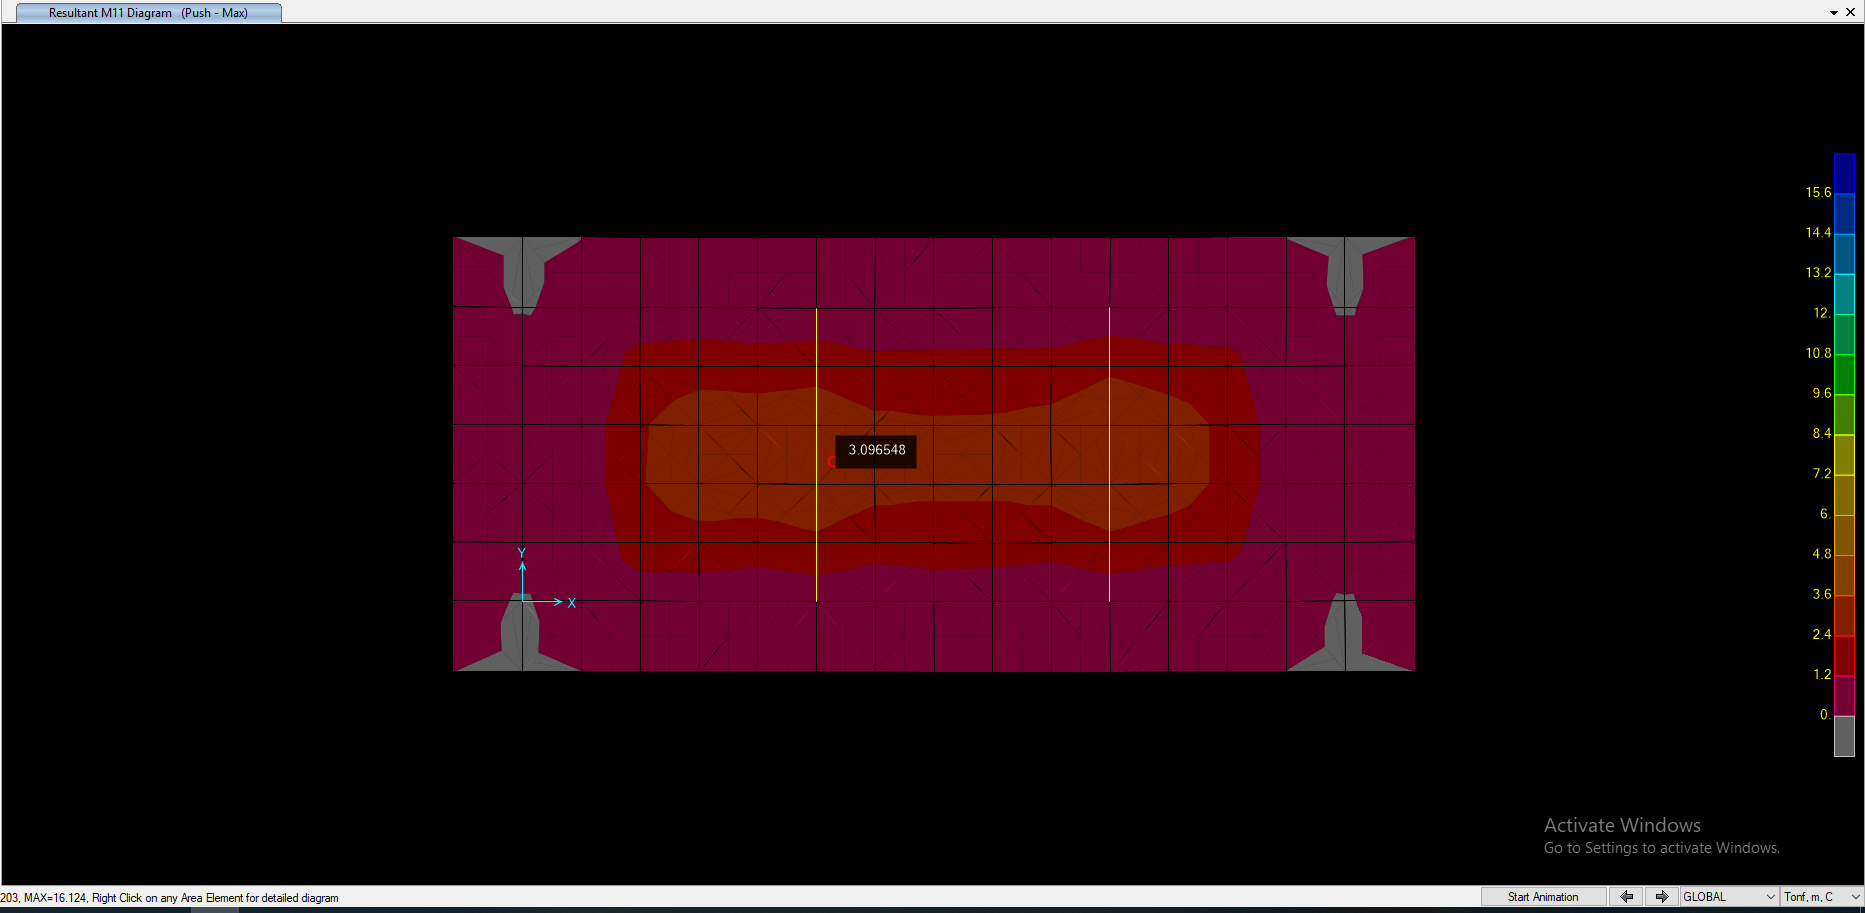 Resultant M11 Diagram (Push - Max)
15.6
14.4
13.2
12.
10.8
9.6
8.4
7.2
6.
4.8
3.6
2.4
1.2
0.
3.096548
Y
X
Activate Windows
Go to Settings to activate Windows.
203, MAX=16.124, Right Click on any Area Element for detailed diagram
Start Animation
GLOBAL
Tonf, m, C